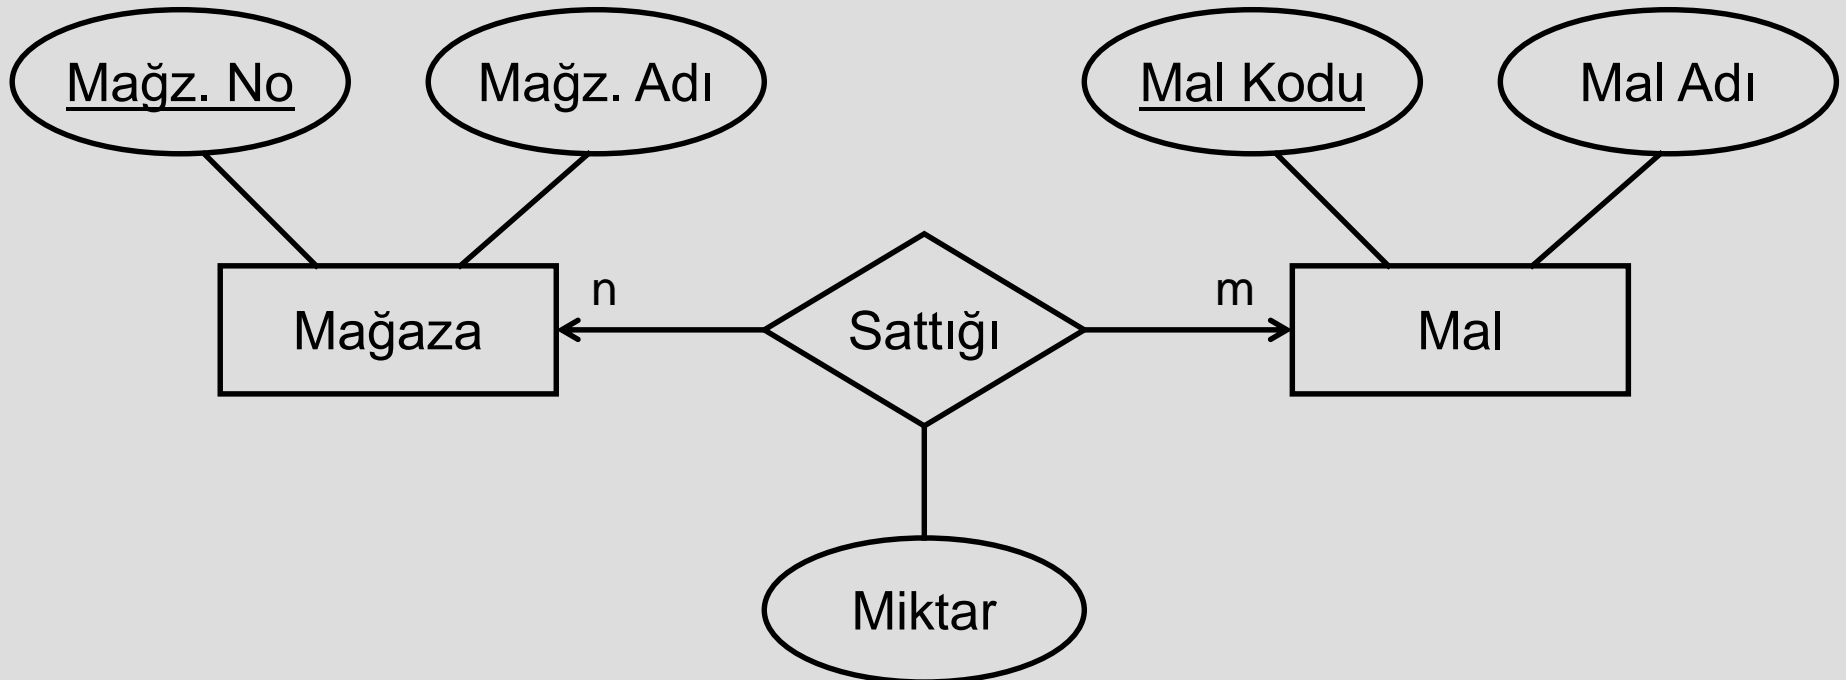 Mağz. No
Mağz. Adı
Mal Kodu
Mal Adı
n
m
Mağaza
Sattığı
Mal
Miktar